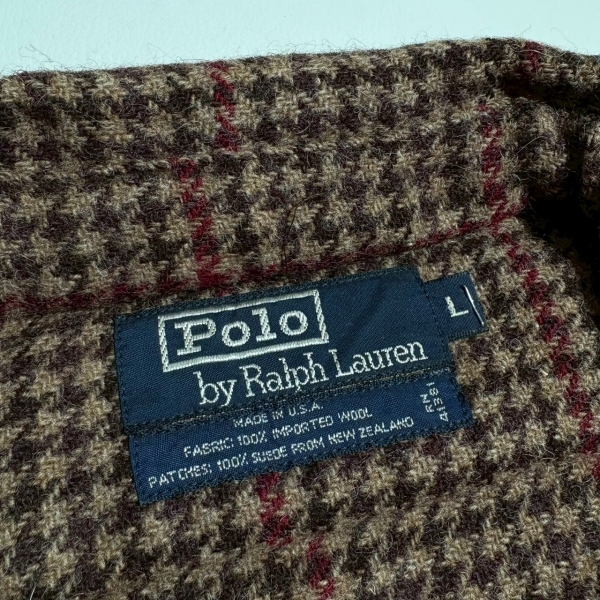 Polo
by Ralph Lauren
L
MADE IN U.S.A.
FABRIC: 100% IMPORTED WOOL
PATCHES: 100% SUEDE FROM NEW ZEALAND
RN
41381